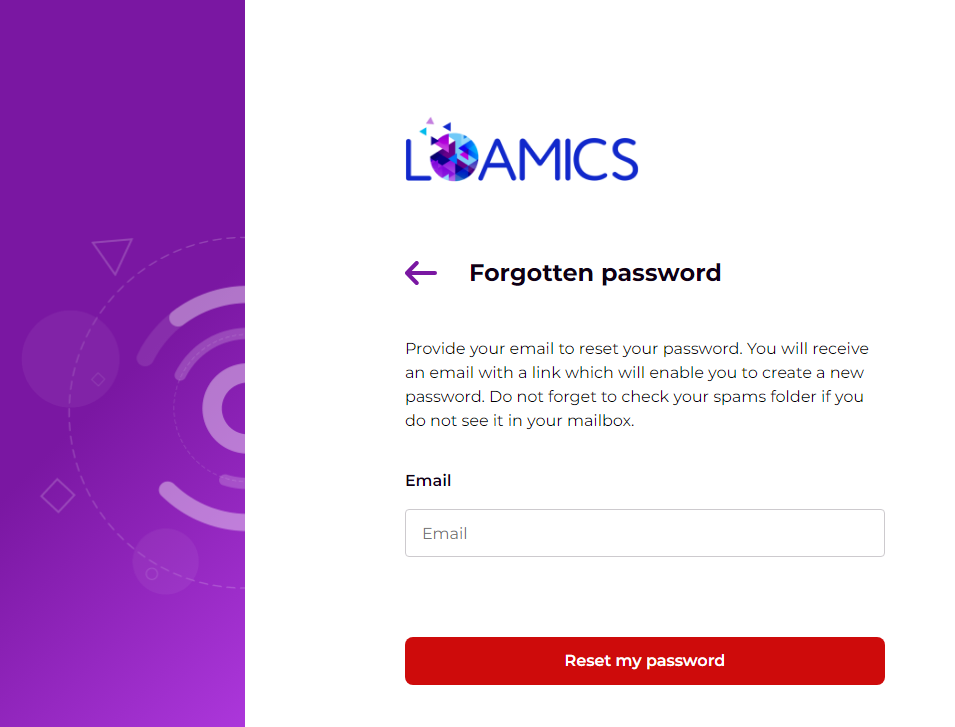 LOAMICS
Forgotten password
Provide your email to reset your password. You will receive
an email with a link which will enable you to create a new
password. Do not forget to check your spams folder if you
do not see it in your mailbox.
Email
Email
Reset my password